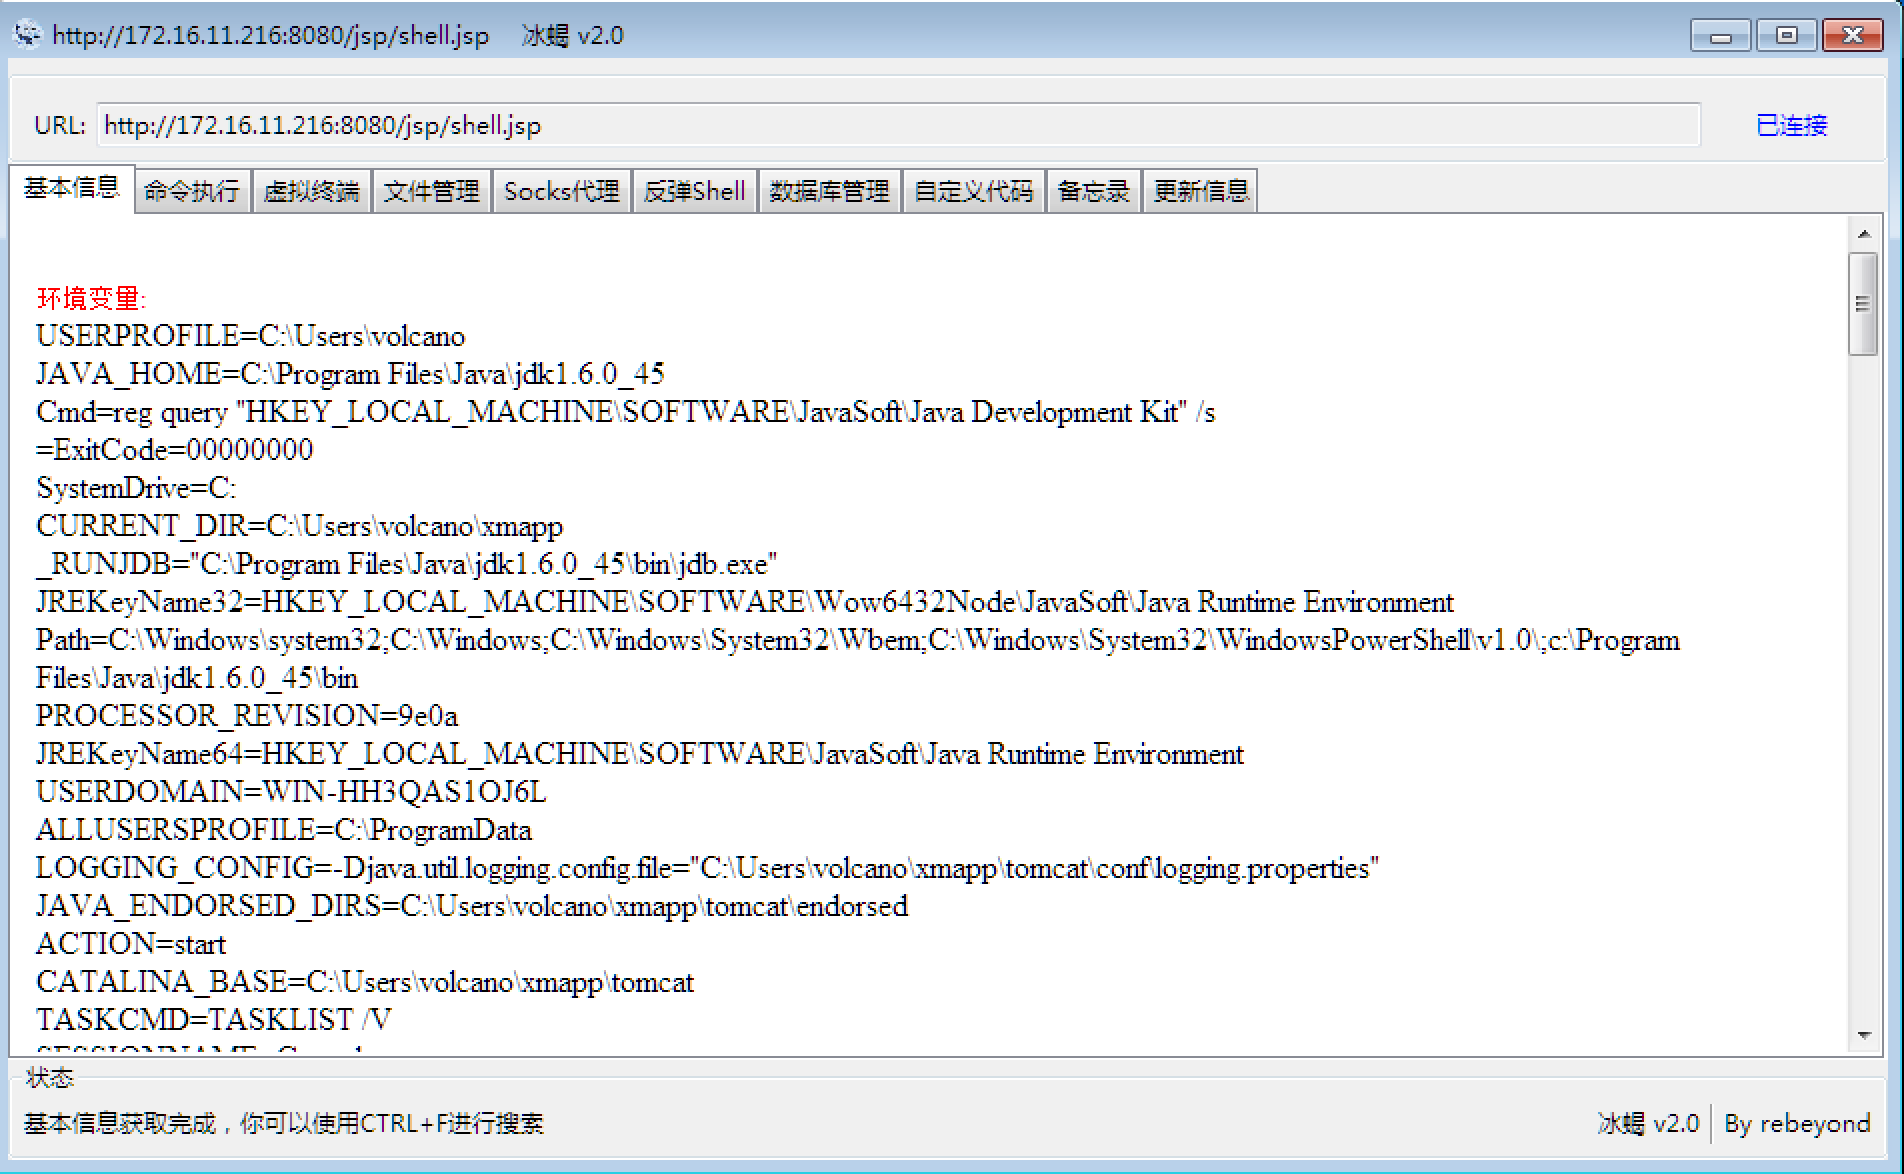 http://172.16.11.216:8080/jsp/shell.jsp 冰蝎 v2.0
URL: http://172.16.11.216:8080/jsp/shell.jsp 已连接
基本信息 命令执行 虚拟终端 文件管理 Socks代理 反弹Shell 数据库管理 自定义代码 备忘录 更新信息
环境变量:
USERPROFILE=C:\Users\volcano
JAVA_HOME=C:\Program Files\Java\jdk1.6.0_45
Cmd=reg query "HKEY_LOCAL_MACHINE\SOFTWARE\JavaSoft\Java Development Kit" /s
=ExitCode=00000000
SystemDrive=C:
CURRENT_DIR=C:\Users\volcano\xmapp
_RUNJDB="C:\Program Files\Java\jdk1.6.0_45\bin\jdb.exe"
JREKeyName32=HKEY_LOCAL_MACHINE\SOFTWARE\Wow6432Node\JavaSoft\Java Runtime Environment
Path=C:\Windows\system32;C:\Windows;C:\Windows\System32\Wbem;C:\Windows\System32\WindowsPowerShell\v1.0\;c:\Program
Files\Java\jdk1.6.0_45\bin
PROCESSOR_REVISION=9e0a
JREKeyName64=HKEY_LOCAL_MACHINE\SOFTWARE\JavaSoft\Java Runtime Environment
USERDOMAIN=WIN-HH3QAS1OJ6L
ALLUSERSPROFILE=C:\ProgramData
LOGGING_CONFIG=-Djava.util.logging.config.file="C:\Users\volcano\xmapp\tomcat\conf\logging.properties"
JAVA_ENDORSED_DIRS=C:\Users\volcano\xmapp\tomcat\endorsed
ACTION=start
CATALINA_BASE=C:\Users\volcano\xmapp\tomcat
TASKCMD=TASKLIST /V
状态
基本信息获取完成，你可以使用CTRL+F进行搜索 冰蝎 v2.0 By rebeyond